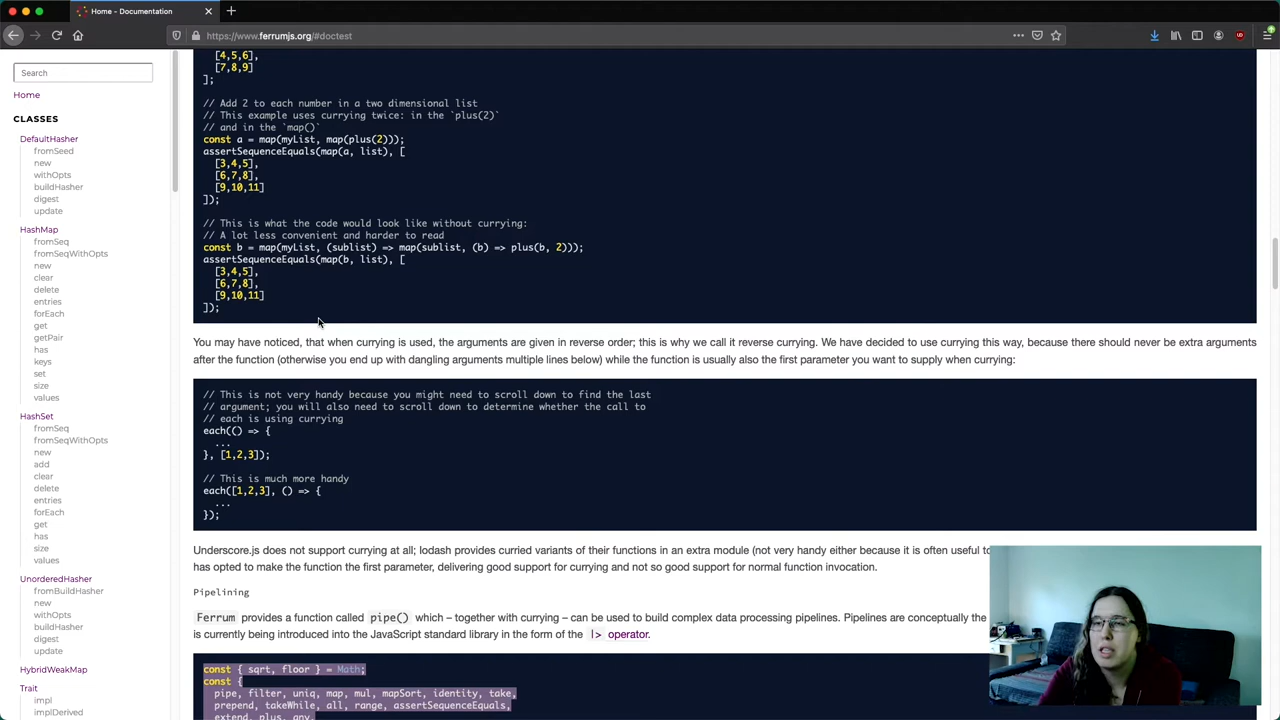 Home - Documentation
https://www.ferrumjs.org/#doctest
Search
Home
CLASSES
DefaultHasher
fromSeed
new
withOpts
buildHasher
digest
update
HashMap
fromSeq
fromSeqWithOpts
new
clear
delete
entries
forEach
get
getPair
has
keys
set
size
values
HashSet
fromSeq
fromSeqWithOpts
new
add
clear
delete
entries
forEach
get
has
size
values
UnorderedHasher
fromBuildHasher
new
withOpts
buildHasher
digest
update
HybridWeakMap
Trait
impl
implDerived
[4,5,6],
[7,8,9]
];
// Add 2 to each number in a two dimensional list
// This example uses currying twice: in the `plus(2)`
// and in the `map()`
const a = map(myList, map(plus(2)));
assertSequenceEquals(map(a, list), [
[3,4,5],
[6,7,8],
[9,10,11]
]);
// This is what the code would look like without currying:
// A lot less convenient and harder to read
const b = map(myList, (sublist) => map(sublist, (b) => plus(b, 2)));
assertSequenceEquals(map(b, list), [
[3,4,5],
[6,7,8],
[9,10,11]
]);
You may have noticed, that when currying is used, the arguments are given in reverse order; this is why we call it reverse currying. We have decided to use currying this way, because there should never be extra arguments
after the function (otherwise you end up with dangling arguments multiple lines below) while the function is usually also the first parameter you want to supply when currying:
// This is not very handy because you might need to scroll down to find the last
// argument; you will also need to scroll down to determine whether the call to
// each is using currying
each(() => {
...
}, [1,2,3]);
// This is much more handy
each([1,2,3], () => {
...
});
Underscore.js does not support currying at all; lodash provides curried variants of their functions in an extra module (not very handy either because it is often useful to
has opted to make the function the first parameter, delivering good support for currying and not so good support for normal function invocation.
Pipelining
Ferrum provides a function called pipe() which – together with currying – can be used to build complex data processing pipelines. Pipelines are conceptually the
is currently being introduced into the JavaScript standard library in the form of the |> operator.
const { sqrt, floor } = Math;
const {
pipe, filter, uniq, map, mul, mapSort, identity, take,
prepend, takeWhile, all, range, assertSequenceEquals,
extend, plus, any,